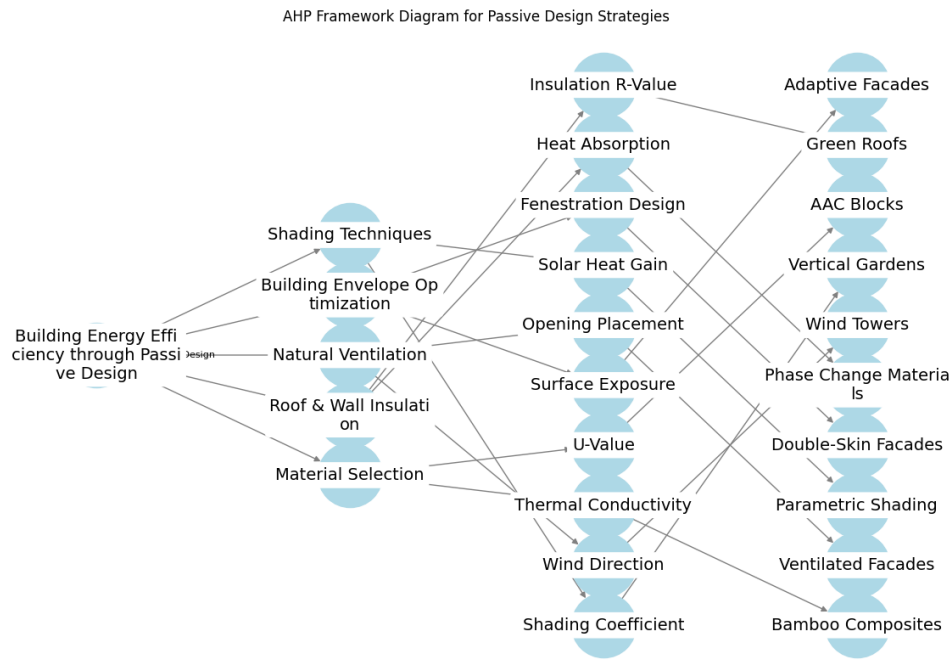 AHP Framework Diagram for Passive Design Strategies
Building Energy Effi
ciency through Passi
ve Design
Design
Shading Techniques
Building Envelope Op
timization
Natural Ventilation
Roof & Wall Insulati
on
Material Selection
Insulation R-Value
Heat Absorption
Fenestration Design
Solar Heat Gain
Opening Placement
Surface Exposure
U-Value
Thermal Conductivity
Wind Direction
Shading Coefficient
Adaptive Facades
Green Roofs
AAC Blocks
Vertical Gardens
Wind Towers
Phase Change Materia
ls
Double-Skin Facades
Parametric Shading
Ventilated Facades
Bamboo Composites